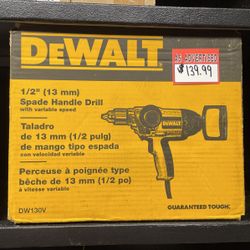 DEWALT
AS ADVERTISED
$139.99
1/2" (13 mm)
Spade Handle Drill
with variable speed
Taladro
de 13 mm (1/2 pulg)
de mango tipo espada
con velocidad variable
Perceuse à poignée type
bêche de 13 mm (1/2 po)
à vitesse variable
DW130V
GUARANTEED TOUGH.